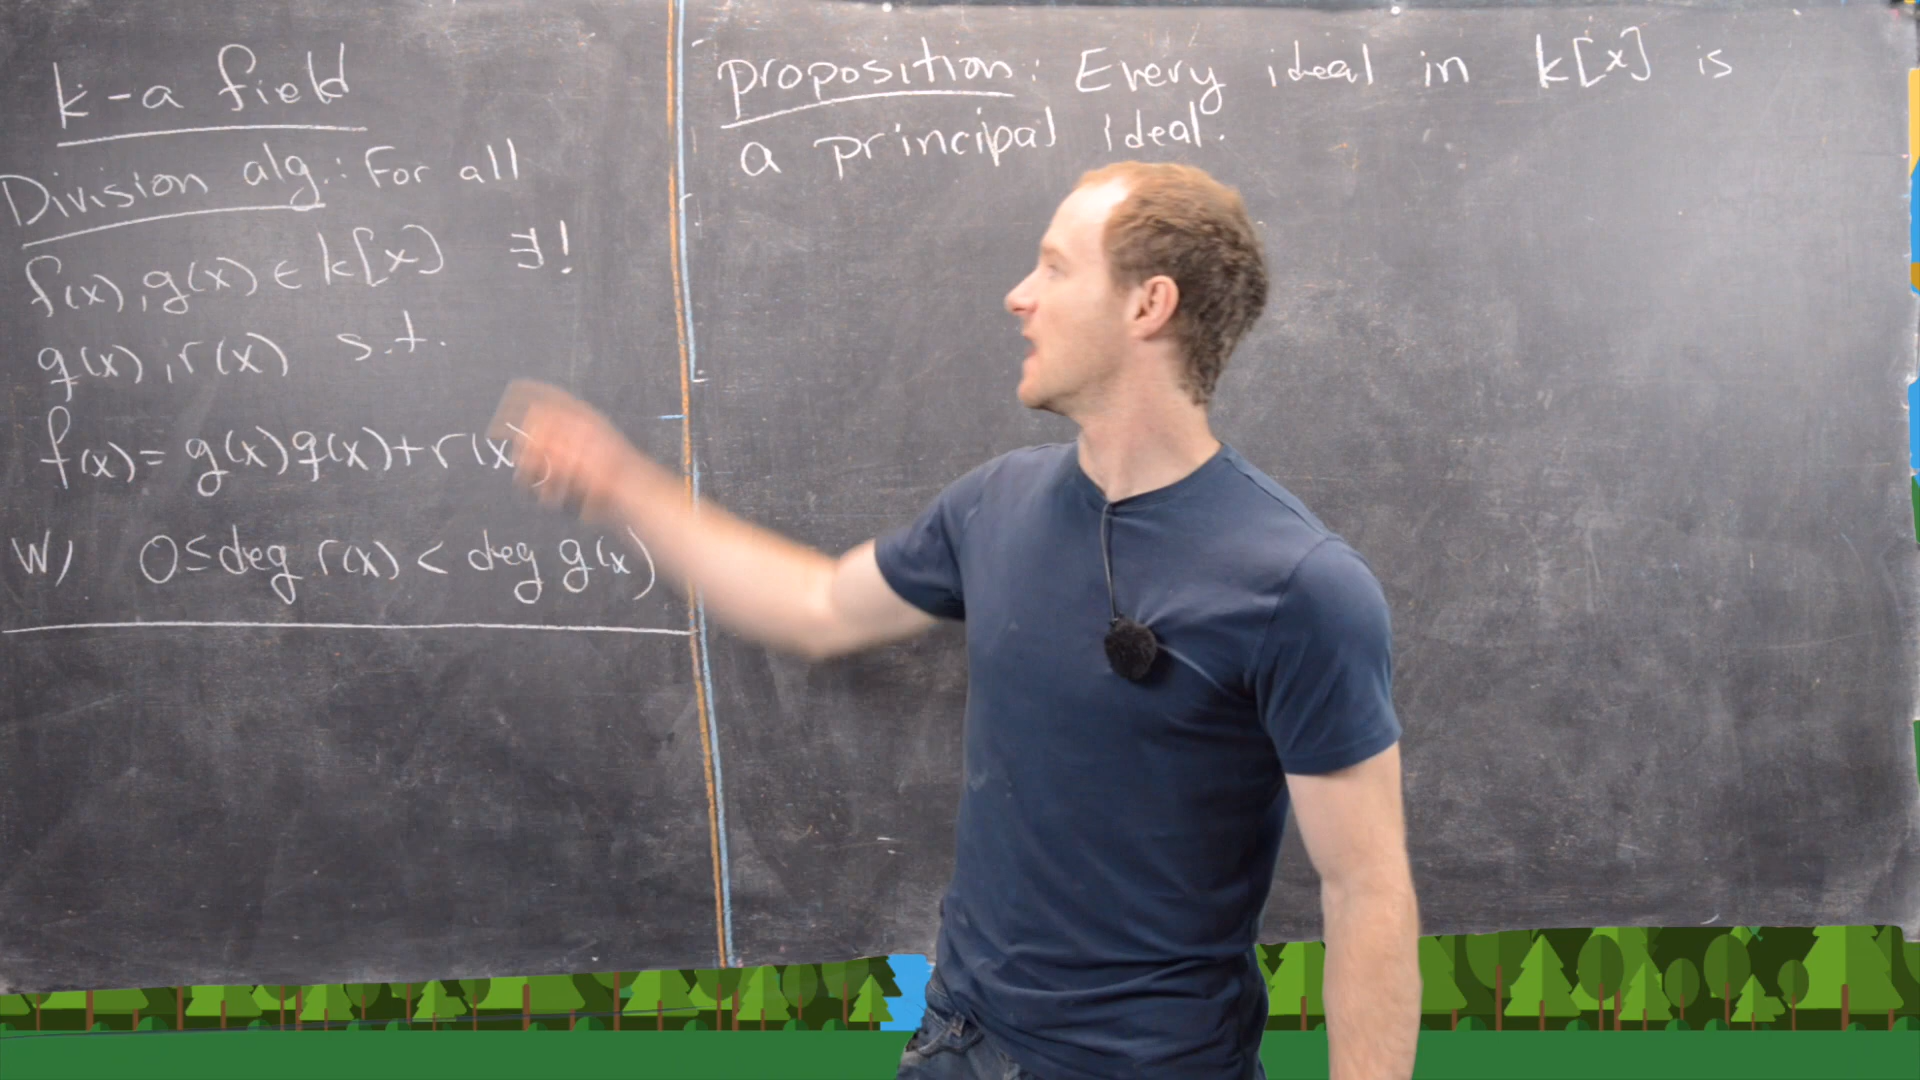 k-a field
Division alg.: For all
f(x), g(x) ∈ k[x] ∃!
q(x), r(x) s.t.
f(x) = g(x)q(x)+r(x)
w/ 0≤deg r(x) < deg g(x)
proposition: Every ideal in k[x] is
a principal ideal.